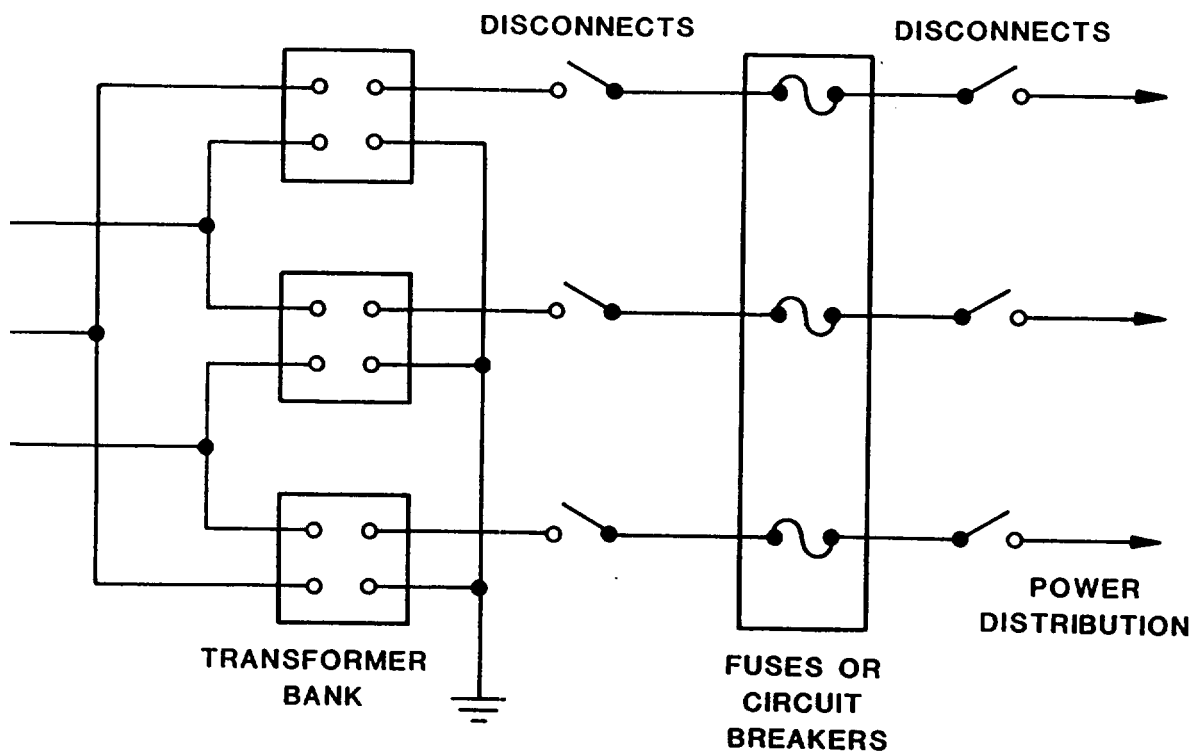 DISCONNECTS
DISCONNECTS
POWER
DISTRIBUTION
TRANSFORMER
BANK
FUSES OR
CIRCUIT
BREAKERS